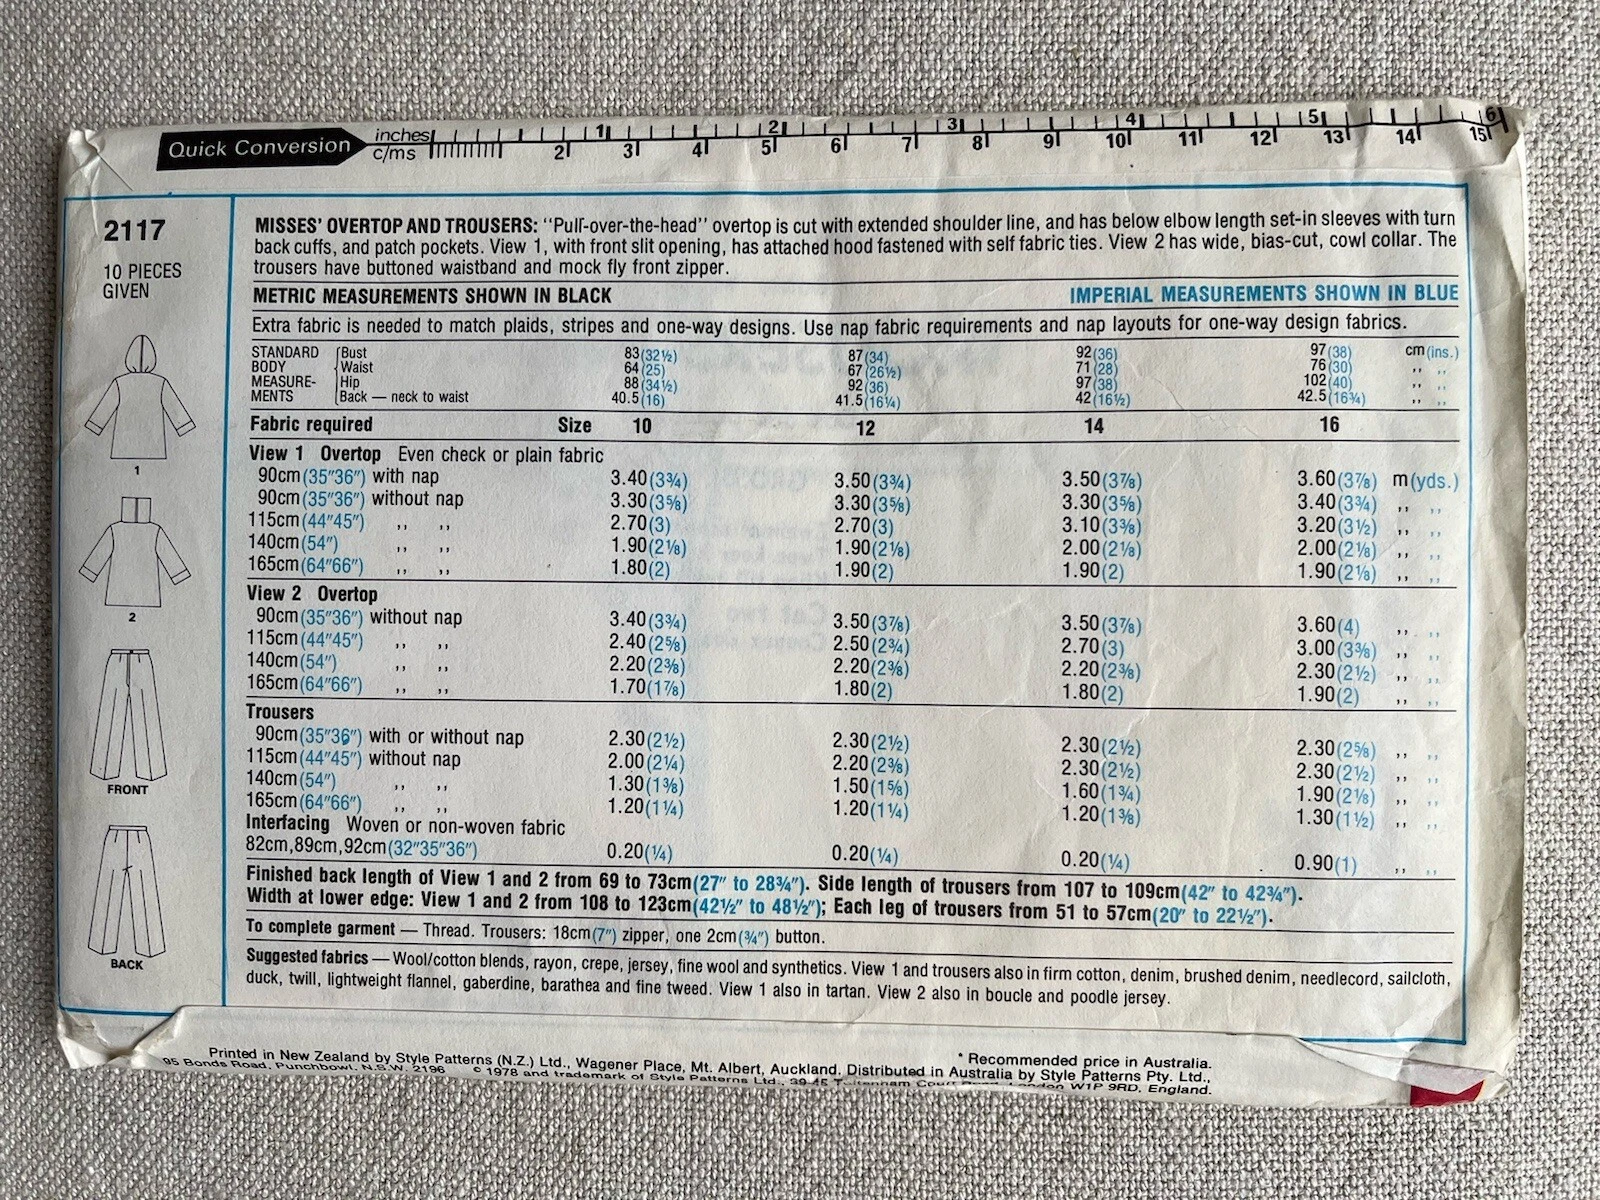 Quick Conversion
inches 1 2 3 4 5 6
c/ms 2 3 4 5 6 7 8 9 10 11 12 13 14 15
2117
10 PIECES
GIVEN
1
2
FRONT
BACK
MISSES' OVERTOP AND TROUSERS: "Pull-over-the-head" overtop is cut with extended shoulder line, and has below elbow length set-in sleeves with turn
back cuffs, and patch pockets. View 1, with front slit opening, has attached hood fastened with self fabric ties. View 2 has wide, bias-cut, cowl collar. The
trousers have buttoned waistband and mock fly front zipper.
METRIC MEASUREMENTS SHOWN IN BLACK IMPERIAL MEASUREMENTS SHOWN IN BLUE
Extra fabric is needed to match plaids, stripes and one-way designs. Use nap fabric requirements and nap layouts for one-way design fabrics.
STANDARD Bust 83(32½) 87(34) 92(36) 97(38) cm(ins.)
BODY Waist 64(25) 67(26½) 71(28) 76(30) ,, ,,
MEASURE- Hip 88(34½) 92(36) 97(38) 102(40) ,, ,,
MENTS Back — neck to waist 40.5(16) 41.5(16¼) 42(16½) 42.5(16¾) ,, ,,
Fabric required Size 10 12 14 16
View 1 Overtop Even check or plain fabric
90cm(35"36") with nap 3.40(3¾) 3.50(3¾) 3.50(3⅞) 3.60(3⅞) m(yds.)
90cm(35"36") without nap 3.30(3⅝) 3.30(3⅝) 3.30(3⅝) 3.40(3¾) ,, ,,
115cm(44"45") ,, ,, 2.70(3) 2.70(3) 3.10(3⅜) 3.20(3½) ,, ,,
140cm(54") ,, ,, 1.90(2⅛) 1.90(2⅛) 2.00(2⅛) 2.00(2⅛) ,, ,,
165cm(64"66") ,, ,, 1.80(2) 1.90(2) 1.90(2) 1.90(2⅛) ,, ,,
View 2 Overtop
90cm(35"36") without nap 3.40(3¾) 3.50(3⅞) 3.50(3⅞) 3.60(4) ,, ,,
115cm(44"45") ,, ,, 2.40(2⅝) 2.50(2¾) 2.70(3) 3.00(3⅜) ,, ,,
140cm(54") ,, ,, 2.20(2⅜) 2.20(2⅜) 2.20(2⅜) 2.30(2½) ,, ,,
165cm(64"66") ,, ,, 1.70(1⅞) 1.80(2) 1.80(2) 1.90(2) ,, ,,
Trousers
90cm(35"36") with or without nap 2.30(2½) 2.30(2½) 2.30(2½) 2.30(2⅝) ,, ,,
115cm(44"45") without nap 2.00(2¼) 2.20(2⅜) 2.30(2½) 2.30(2½) ,, ,,
140cm(54") ,, ,, 1.30(1⅜) 1.50(1⅝) 1.60(1¾) 1.90(2⅛) ,, ,,
165cm(64"66") ,, ,, 1.20(1¼) 1.20(1¼) 1.20(1⅜) 1.30(1½) ,, ,,
Interfacing Woven or non-woven fabric
82cm,89cm,92cm(32"35"36") 0.20(¼) 0.20(¼) 0.20(¼) 0.90(1) ,, ,,
Finished back length of View 1 and 2 from 69 to 73cm(27" to 28¾"). Side length of trousers from 107 to 109cm(42" to 42¾").
Width at lower edge: View 1 and 2 from 108 to 123cm(42½" to 48½"); Each leg of trousers from 51 to 57cm(20" to 22½").
To complete garment — Thread. Trousers: 18cm(7") zipper, one 2cm(¾") button.
Suggested fabrics — Wool/cotton blends, rayon, crepe, jersey, fine wool and synthetics. View 1 and trousers also in firm cotton, denim, brushed denim, needlecord, sailcloth,
duck, twill, lightweight flannel, gaberdine, barathea and fine tweed. View 1 also in tartan. View 2 also in boucle and poodle jersey.
* Recommended price in Australia.
Printed in New Zealand by Style Patterns (N.Z.) Ltd., Wagener Place, Mt. Albert, Auckland. Distributed in Australia by Style Patterns Pty. Ltd.,
95 Bonds Road, Punchbowl, N.S.W. 2196 © 1978 and trademark of Style Patterns Ltd., 39-45 Court London W1P 9RD, England.